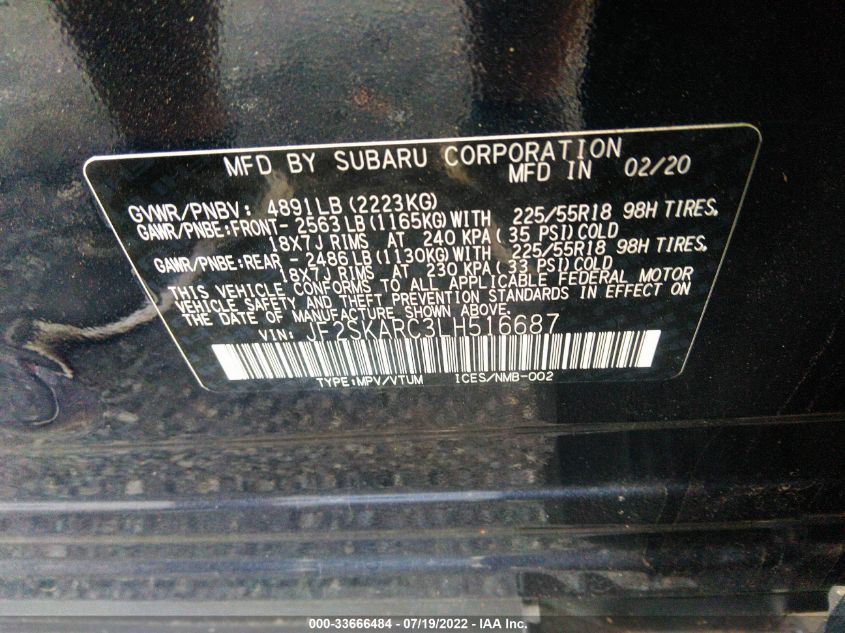 MFD BY SUBARU CORPORATION
MFD IN 02/20
GVWR/PNBV: 4891LB (2223KG)
GAWR/PNBE:FRONT- 2563LB (1165KG) WITH 225/55R18 98H TIRES,
18X7J RIMS AT 240 KPA( 35 PSI) COLD
GAWR/PNBE:REAR - 2486LB (1130KG) WITH 225/55R18 98H TIRES,
18X7J RIMS AT 230 KPA( 33 PSI) COLD
THIS VEHICLE CONFORMS TO ALL APPLICABLE FEDERAL MOTOR
VEHICLE SAFETY AND THEFT PREVENTION STANDARDS IN EFFECT ON
THE DATE OF MANUFACTURE SHOWN ABOVE.
VIN: JF2SKARC3LH516687
TYPE:MPV/VTUM ICES/NMB-002
000-33666484 - 07/19/2022 - IAA Inc.